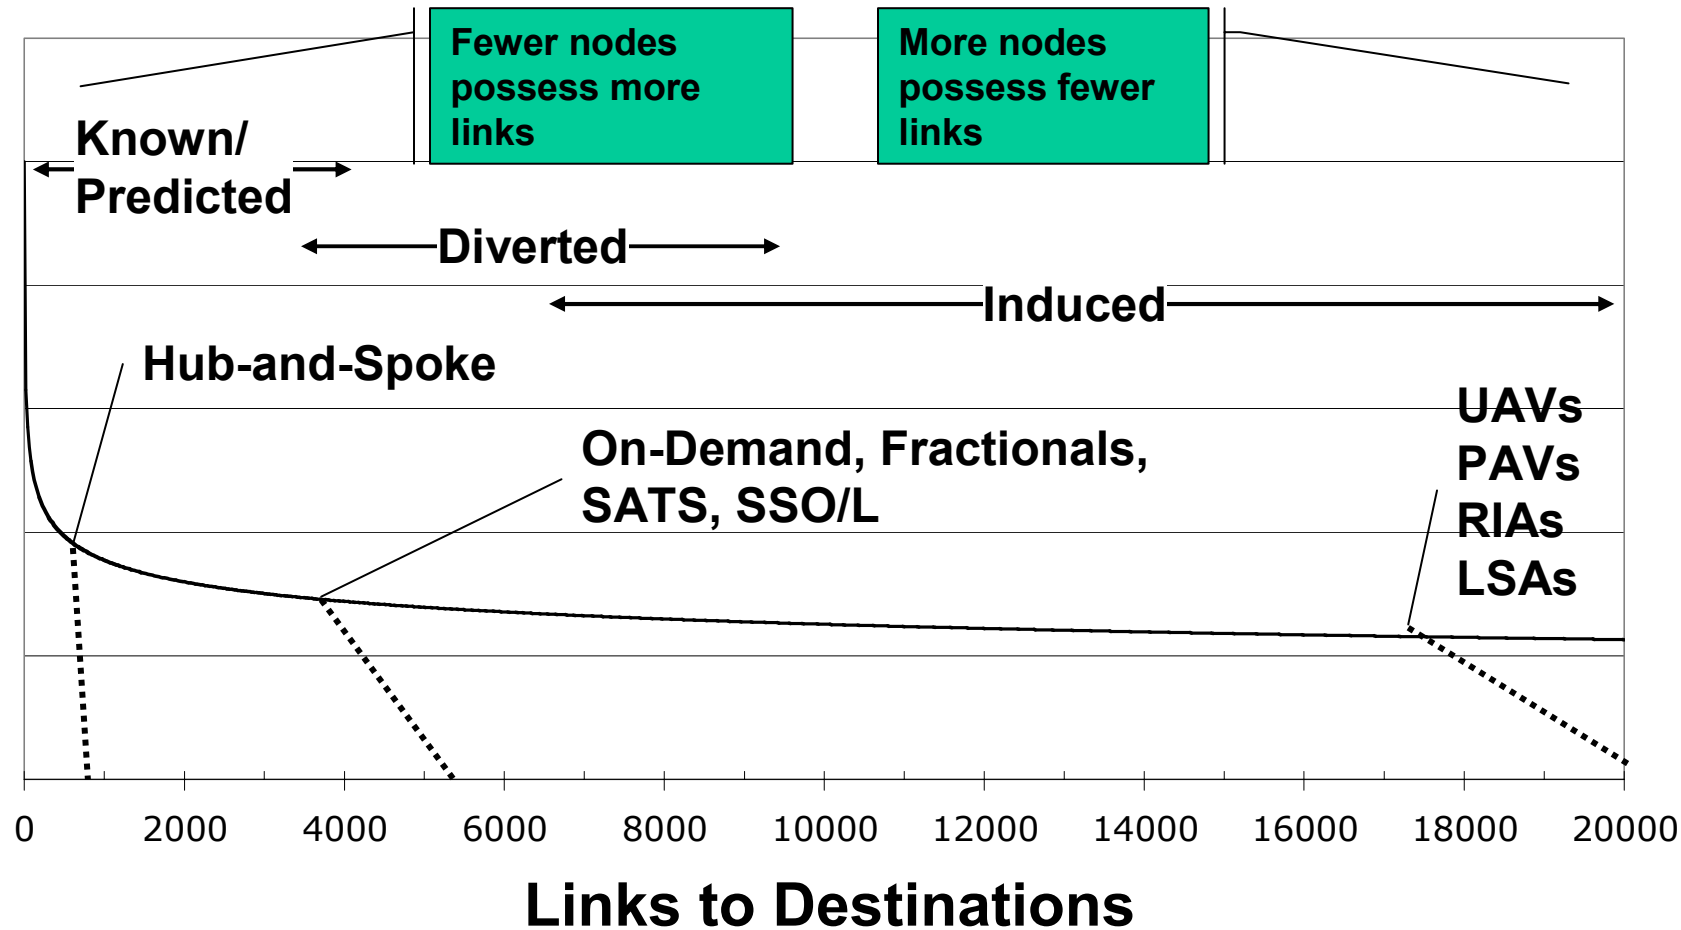 Fewer nodes
possess more
links
More nodes
possess fewer
links
Known/
Predicted
Diverted
Induced
Hub-and-Spoke
On-Demand, Fractionals,
SATS, SSO/L
UAVs
PAVs
RIAs
LSAs
0 2000 4000 6000 8000 10000 12000 14000 16000 18000 20000
Links to Destinations